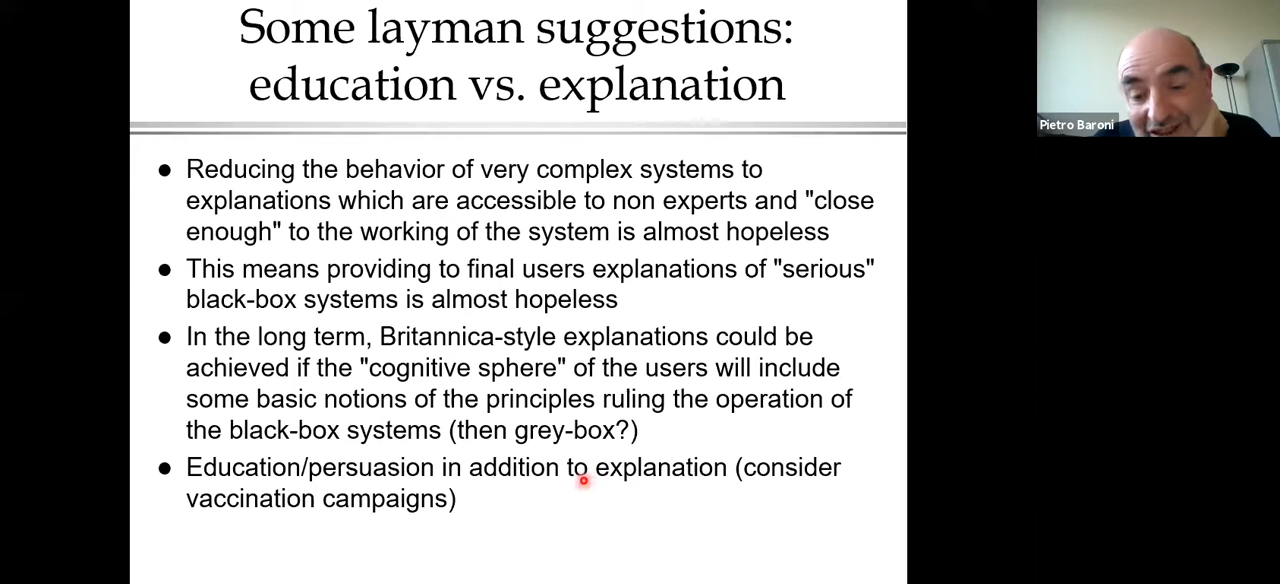 Some layman suggestions:
education vs. explanation
Pietro Baroni
● Reducing the behavior of very complex systems to
explanations which are accessible to non experts and "close
enough" to the working of the system is almost hopeless
● This means providing to final users explanations of "serious"
black-box systems is almost hopeless
● In the long term, Britannica-style explanations could be
achieved if the "cognitive sphere" of the users will include
some basic notions of the principles ruling the operation of
the black-box systems (then grey-box?)
● Education/persuasion in addition to explanation (consider
vaccination campaigns)